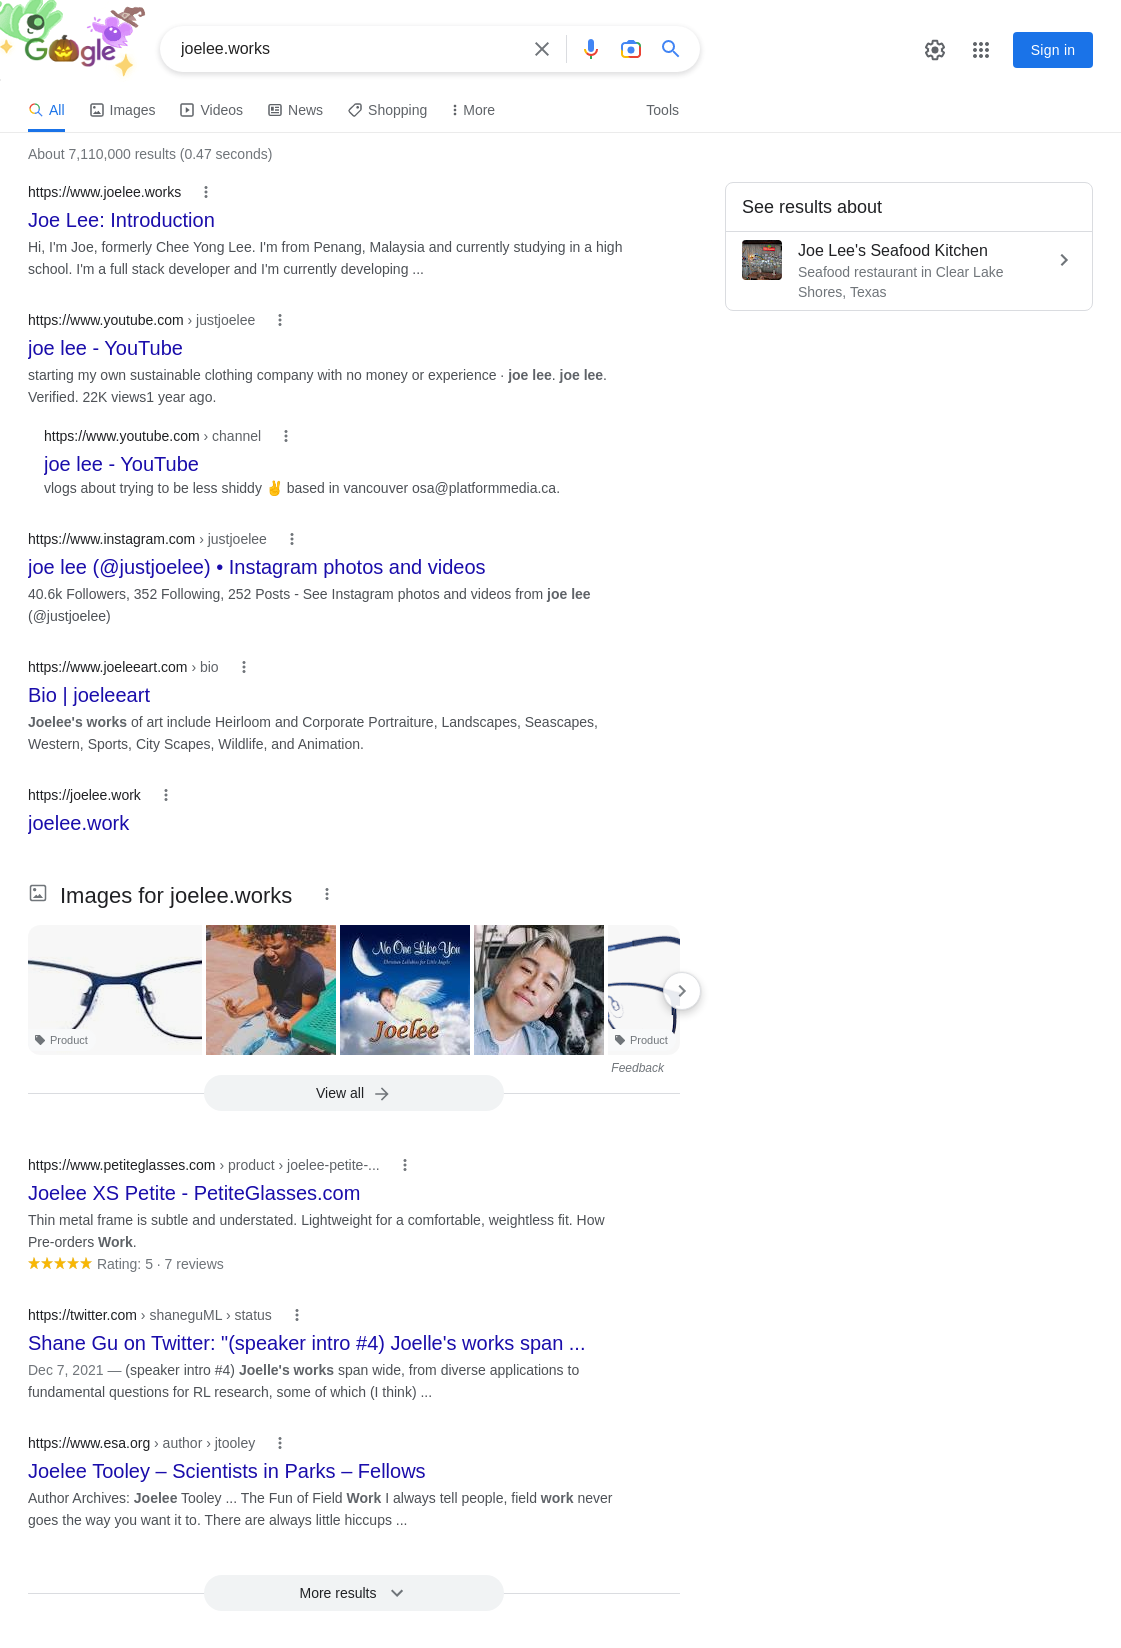 Google
joelee.works
Sign in
All
Images
Videos
News
Shopping
More
Tools
About 7,110,000 results (0.47 seconds)
https://www.joelee.works
Joe Lee: Introduction
Hi, I'm Joe, formerly Chee Yong Lee. I'm from Penang, Malaysia and currently studying in a high
school. I'm a full stack developer and I'm currently developing ...
See results about
Joe Lee's Seafood Kitchen
Seafood restaurant in Clear Lake
Shores, Texas
https://www.youtube.com › justjoelee
joe lee - YouTube
starting my own sustainable clothing company with no money or experience · joe lee. joe lee.
Verified. 22K views1 year ago.
https://www.youtube.com › channel
joe lee - YouTube
vlogs about trying to be less shiddy ✌ based in vancouver osa@platformmedia.ca.
https://www.instagram.com › justjoelee
joe lee (@justjoelee) • Instagram photos and videos
40.6k Followers, 352 Following, 252 Posts - See Instagram photos and videos from joe lee
(@justjoelee)
https://www.joeleeart.com › bio
Bio | joeleeart
Joelee's works of art include Heirloom and Corporate Portraiture, Landscapes, Seascapes,
Western, Sports, City Scapes, Wildlife, and Animation.
https://joelee.work
joelee.work
Images for joelee.works
No One Like You
Christian Lullabies for Little Angels
Joelee
Product
Product
Feedback
View all
https://www.petiteglasses.com › product › joelee-petite-...
Joelee XS Petite - PetiteGlasses.com
Thin metal frame is subtle and understated. Lightweight for a comfortable, weightless fit. How
Pre-orders Work.
Rating: 5 · 7 reviews
https://twitter.com › shaneguML › status
Shane Gu on Twitter: "(speaker intro #4) Joelle's works span ...
Dec 7, 2021 — (speaker intro #4) Joelle's works span wide, from diverse applications to
fundamental questions for RL research, some of which (I think) ...
https://www.esa.org › author › jtooley
Joelee Tooley – Scientists in Parks – Fellows
Author Archives: Joelee Tooley ... The Fun of Field Work I always tell people, field work never
goes the way you want it to. There are always little hiccups ...
More results